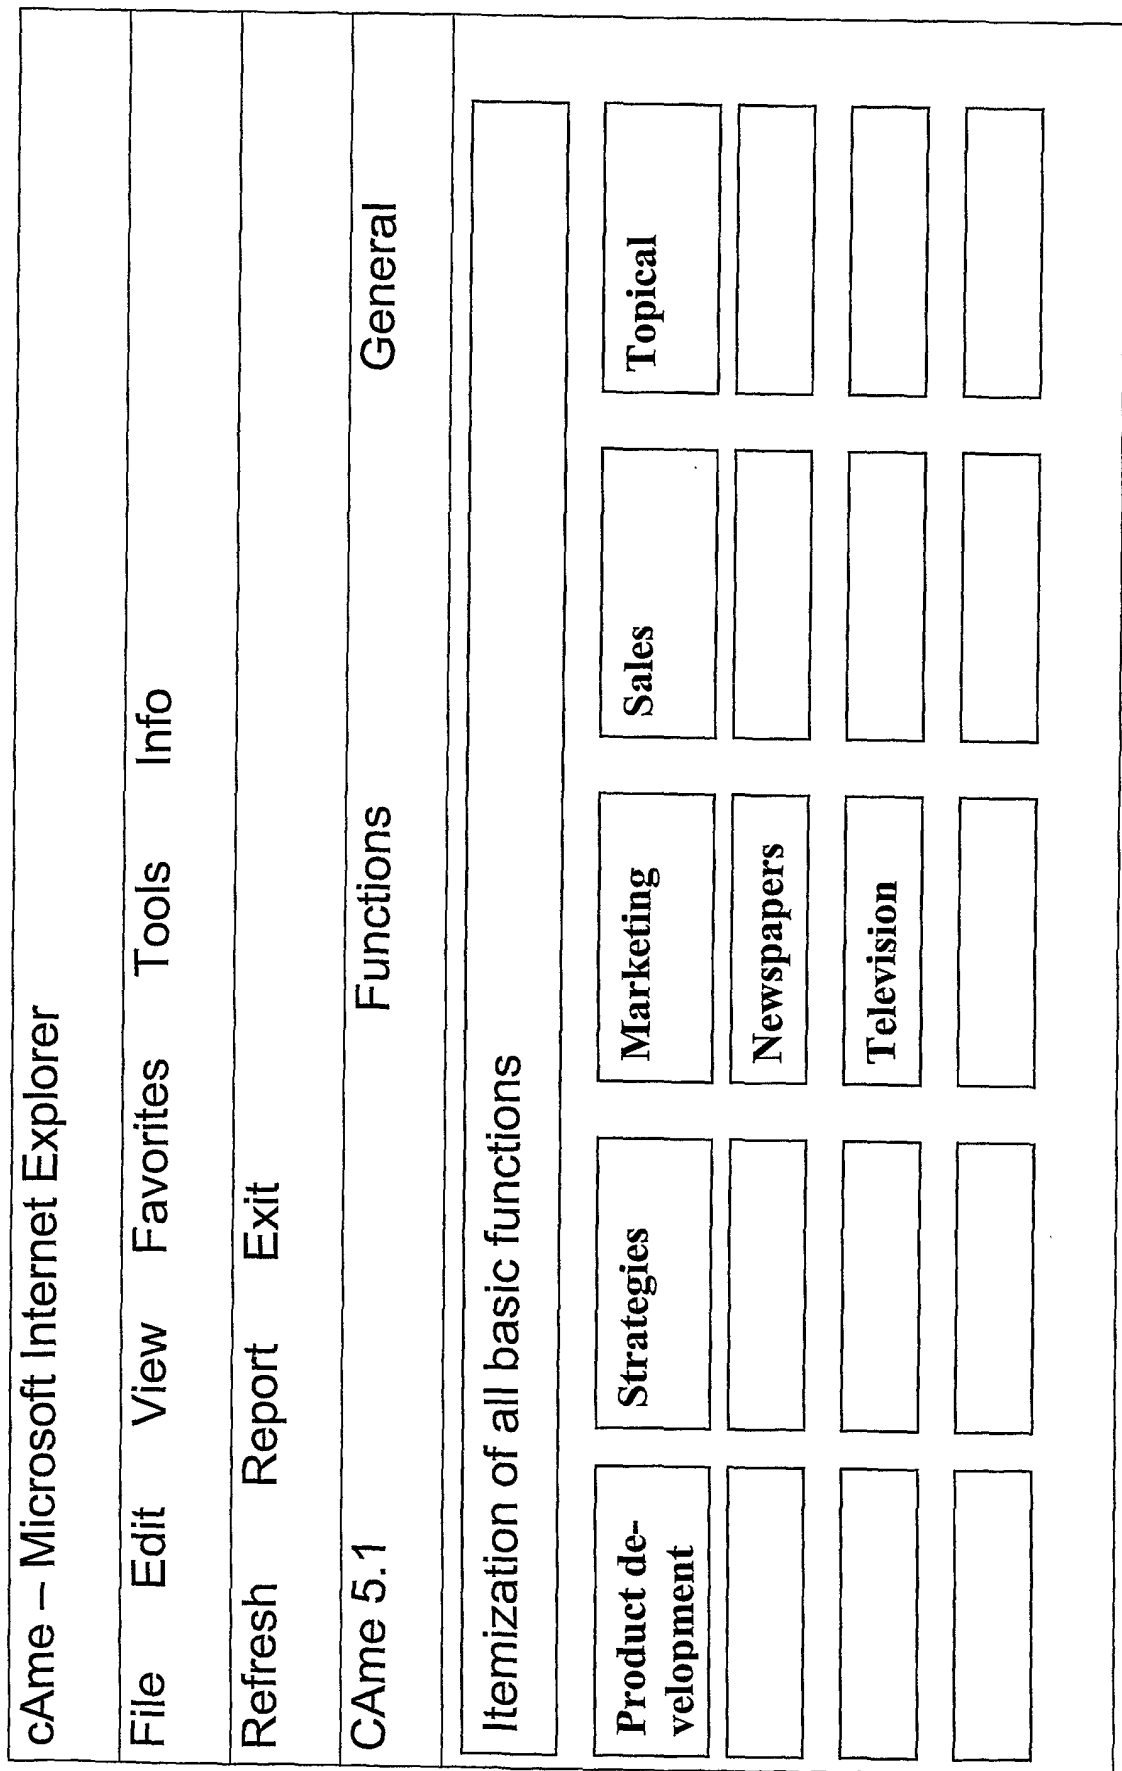 cAme – Microsoft Internet Explorer
File Edit View Favorites Tools Info
Refresh Report Exit
CAme 5.1 Functions General
Itemization of all basic functions
Product de-
velopment
Strategies
Marketing
Sales
Topical
Newspapers
Television